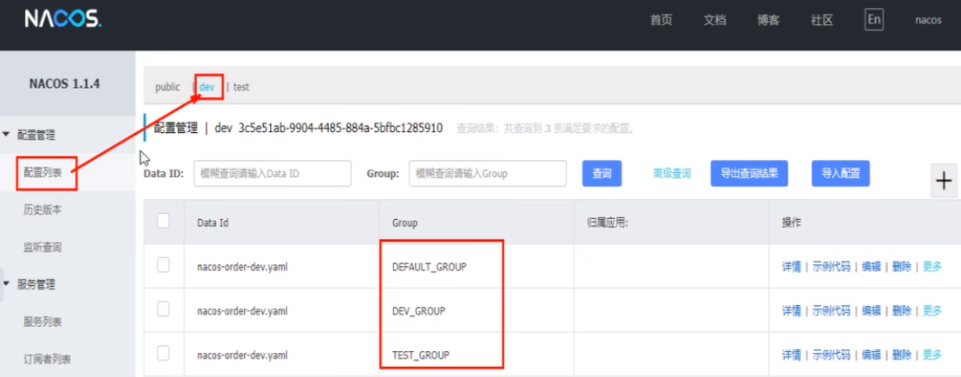 NACOS.
首页 文档 博客 社区 En nacos
NACOS 1.1.4
配置管理
配置列表
历史版本
监听查询
服务管理
服务列表
订阅者列表
public | dev | test
配置管理 | dev 3c5e51ab-9904-4485-884a-5bfbc1285910 查询结果：共查询到 3 条满足要求的配置。
Data ID: 模糊查询请输入Data ID Group: 模糊查询请输入Group 查询 高级查询 导出查询结果 导入配置 +
Data Id Group 归属应用: 操作
nacos-order-dev.yaml DEFAULT_GROUP 详情 | 示例代码 | 编辑 | 删除 | 更多
nacos-order-dev.yaml DEV_GROUP 详情 | 示例代码 | 编辑 | 删除 | 更多
nacos-order-dev.yaml TEST_GROUP 详情 | 示例代码 | 编辑 | 删除 | 更多